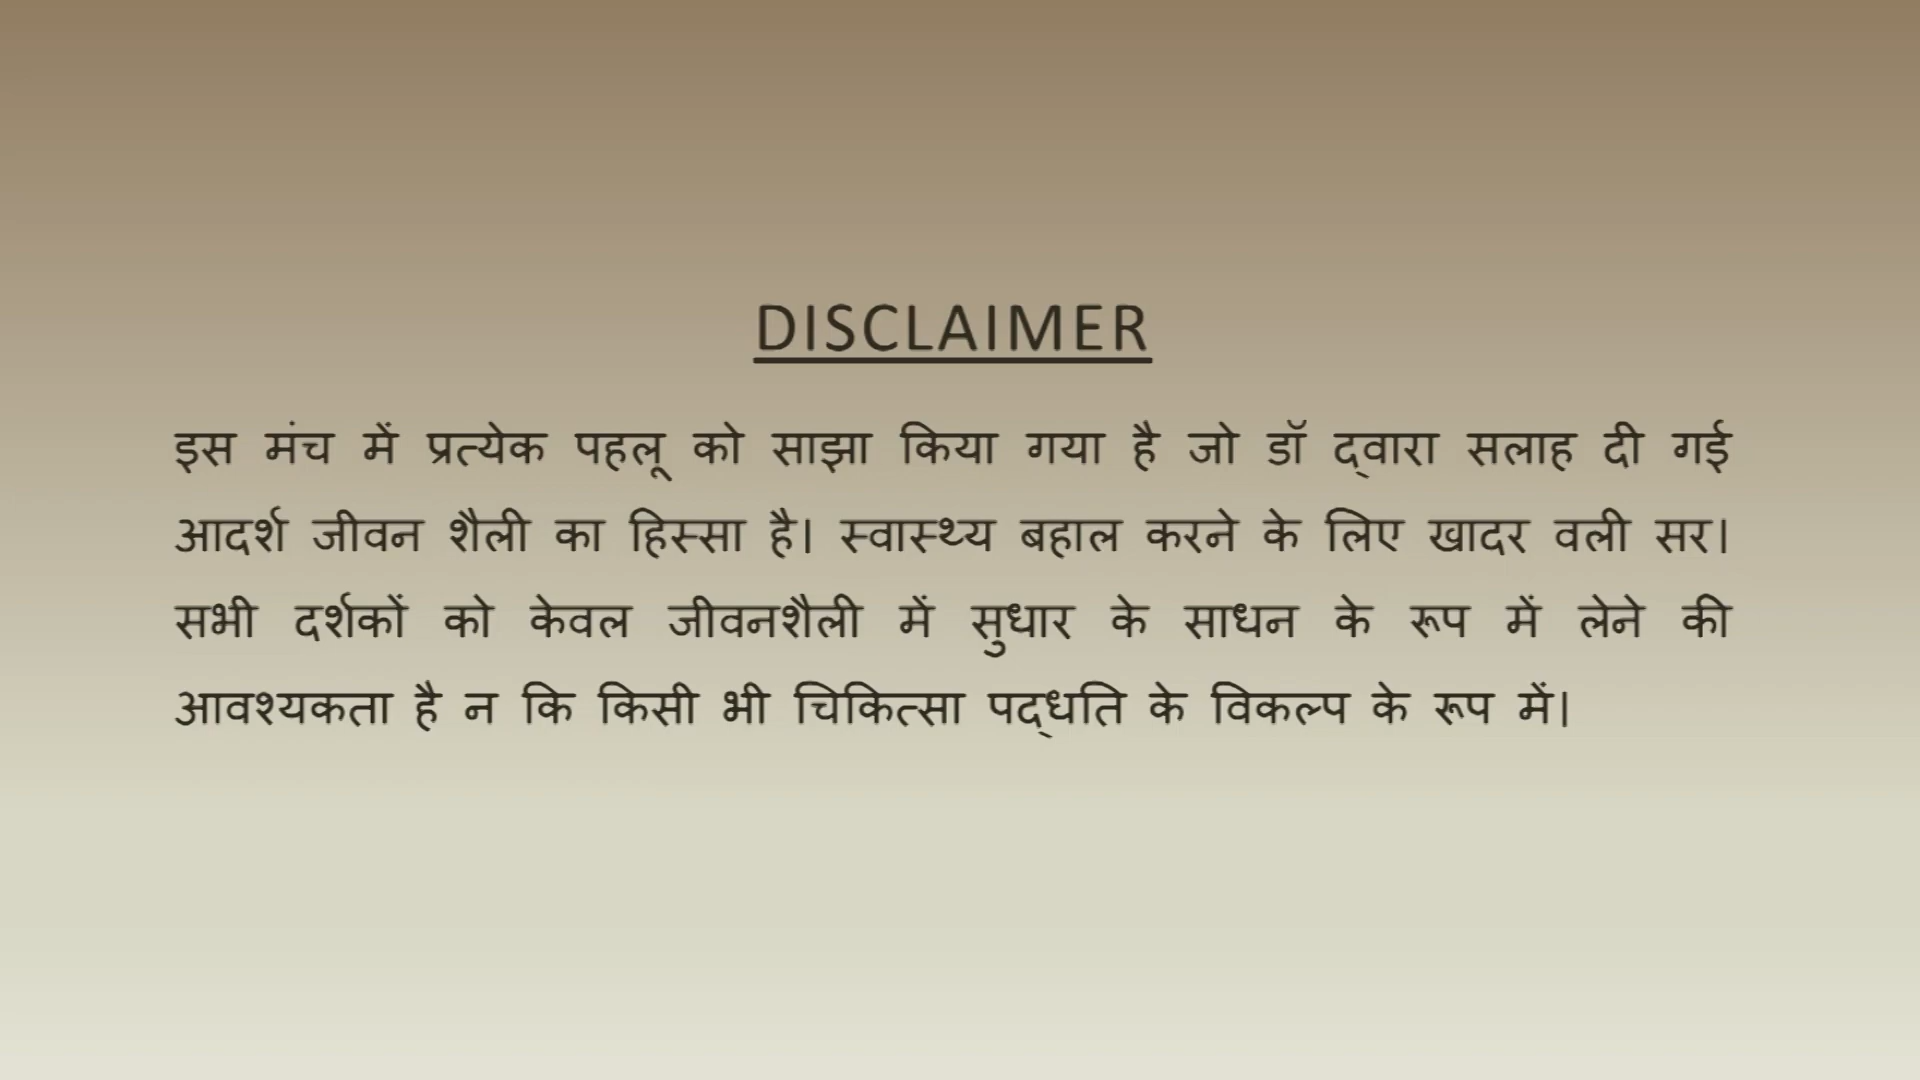 DISCLAIMER
इस मंच में प्रत्येक पहलू को साझा किया गया है जो डॉ द्वारा सलाह दी गई
आदर्श जीवन शैली का हिस्सा है। स्वास्थ्य बहाल करने के लिए खादर वली सर।
सभी दर्शकों को केवल जीवनशैली में सुधार के साधन के रूप में लेने की
आवश्यकता है न कि किसी भी चिकित्सा पद्धति के विकल्प के रूप में।